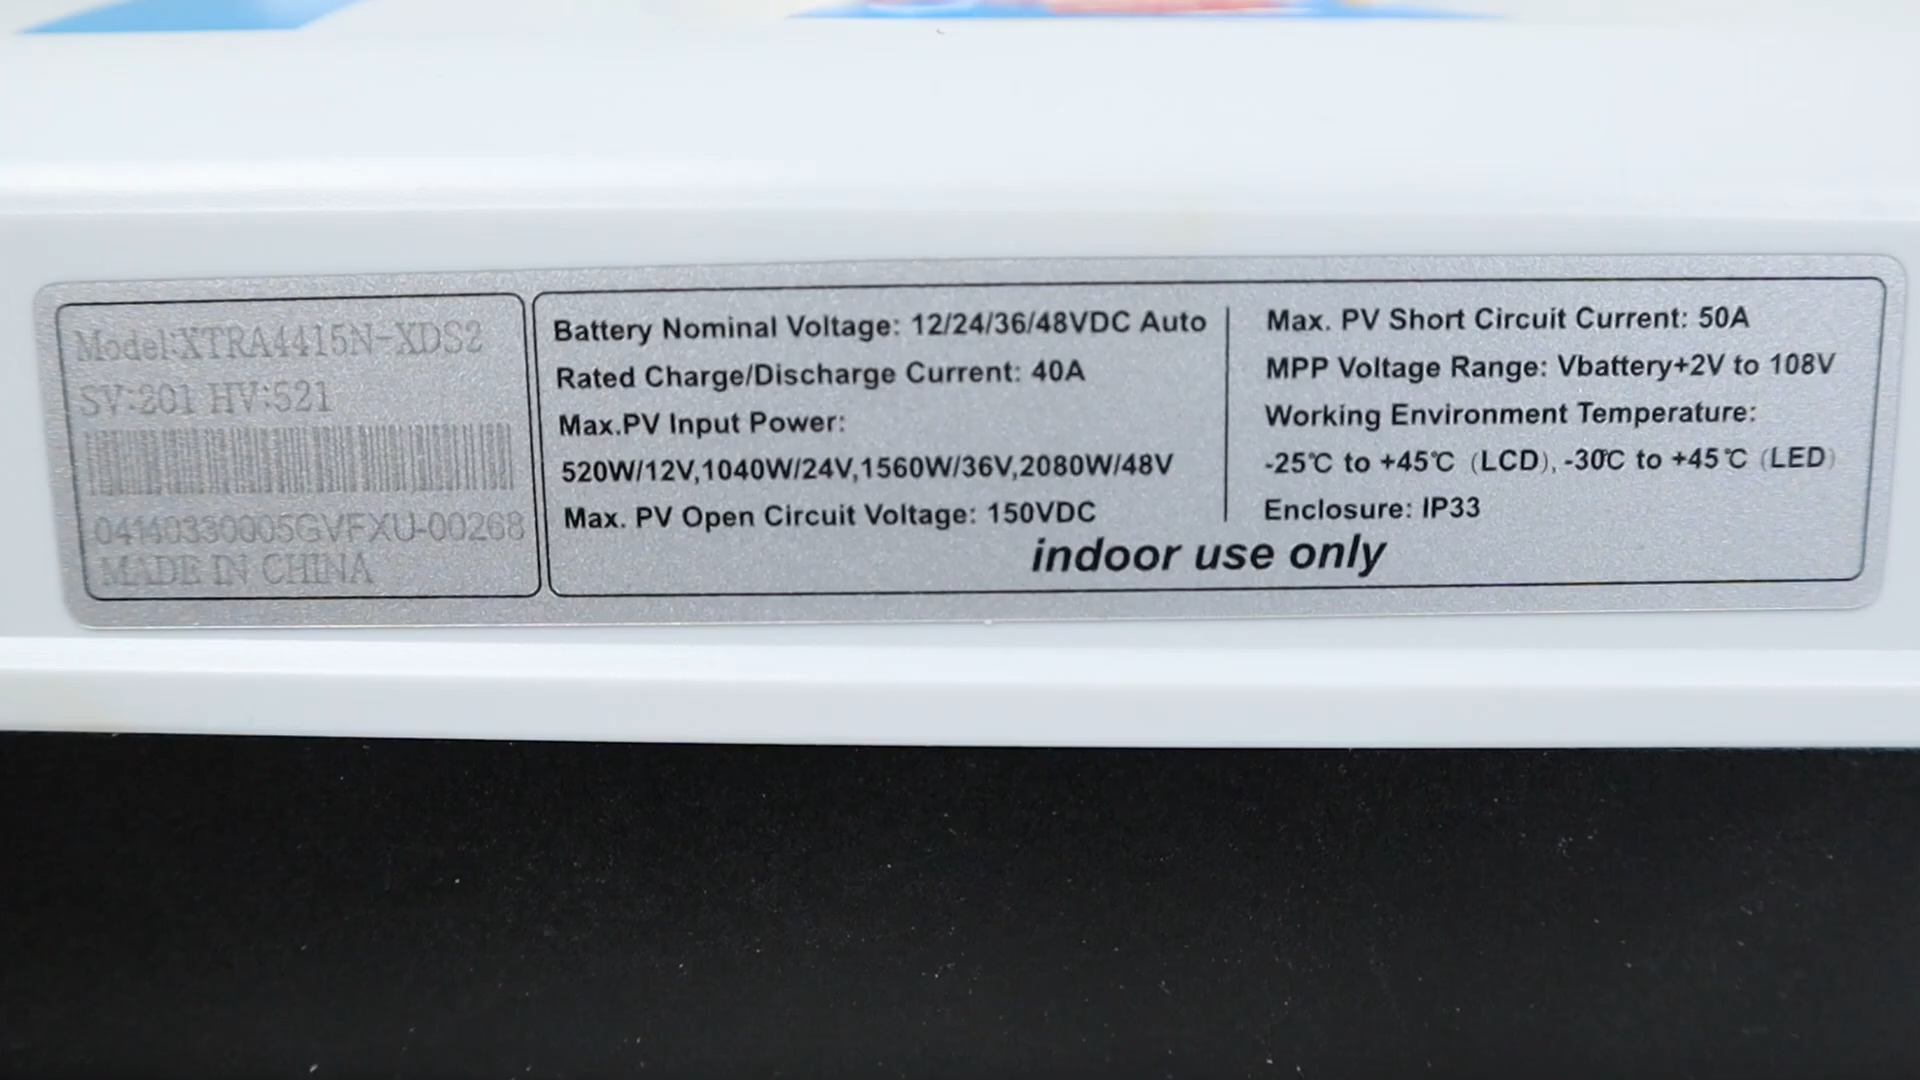 Model:XTRA4415N-XDS2
SV:201 HV:521
04140330005GVFXU-00268
MADE IN CHINA
Battery Nominal Voltage: 12/24/36/48VDC Auto
Rated Charge/Discharge Current: 40A
Max.PV Input Power:
520W/12V,1040W/24V,1560W/36V,2080W/48V
Max. PV Open Circuit Voltage: 150VDC
Max. PV Short Circuit Current: 50A
MPP Voltage Range: Vbattery+2V to 108V
Working Environment Temperature:
-25℃ to +45℃ (LCD), -30℃ to +45℃ (LED)
Enclosure: IP33
indoor use only